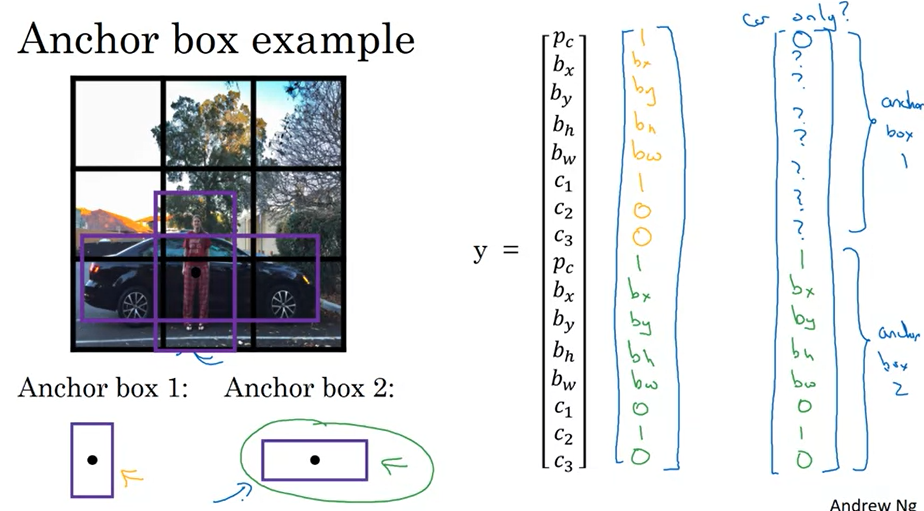 Anchor box example
Anchor box 1:
Anchor box 2:
y =
p_c
b_x
b_y
b_h
b_w
c_1
c_2
c_3
p_c
b_x
b_y
b_h
b_w
c_1
c_2
c_3
1
bx
by
bh
bw
1
0
0
1
bx
by
bh
bw
0
1
0
car only?
0
?
?
?
?
?
?
?
1
bx
by
bh
bw
0
1
0
anchor
box
1
anchor
box
2
Andrew Ng